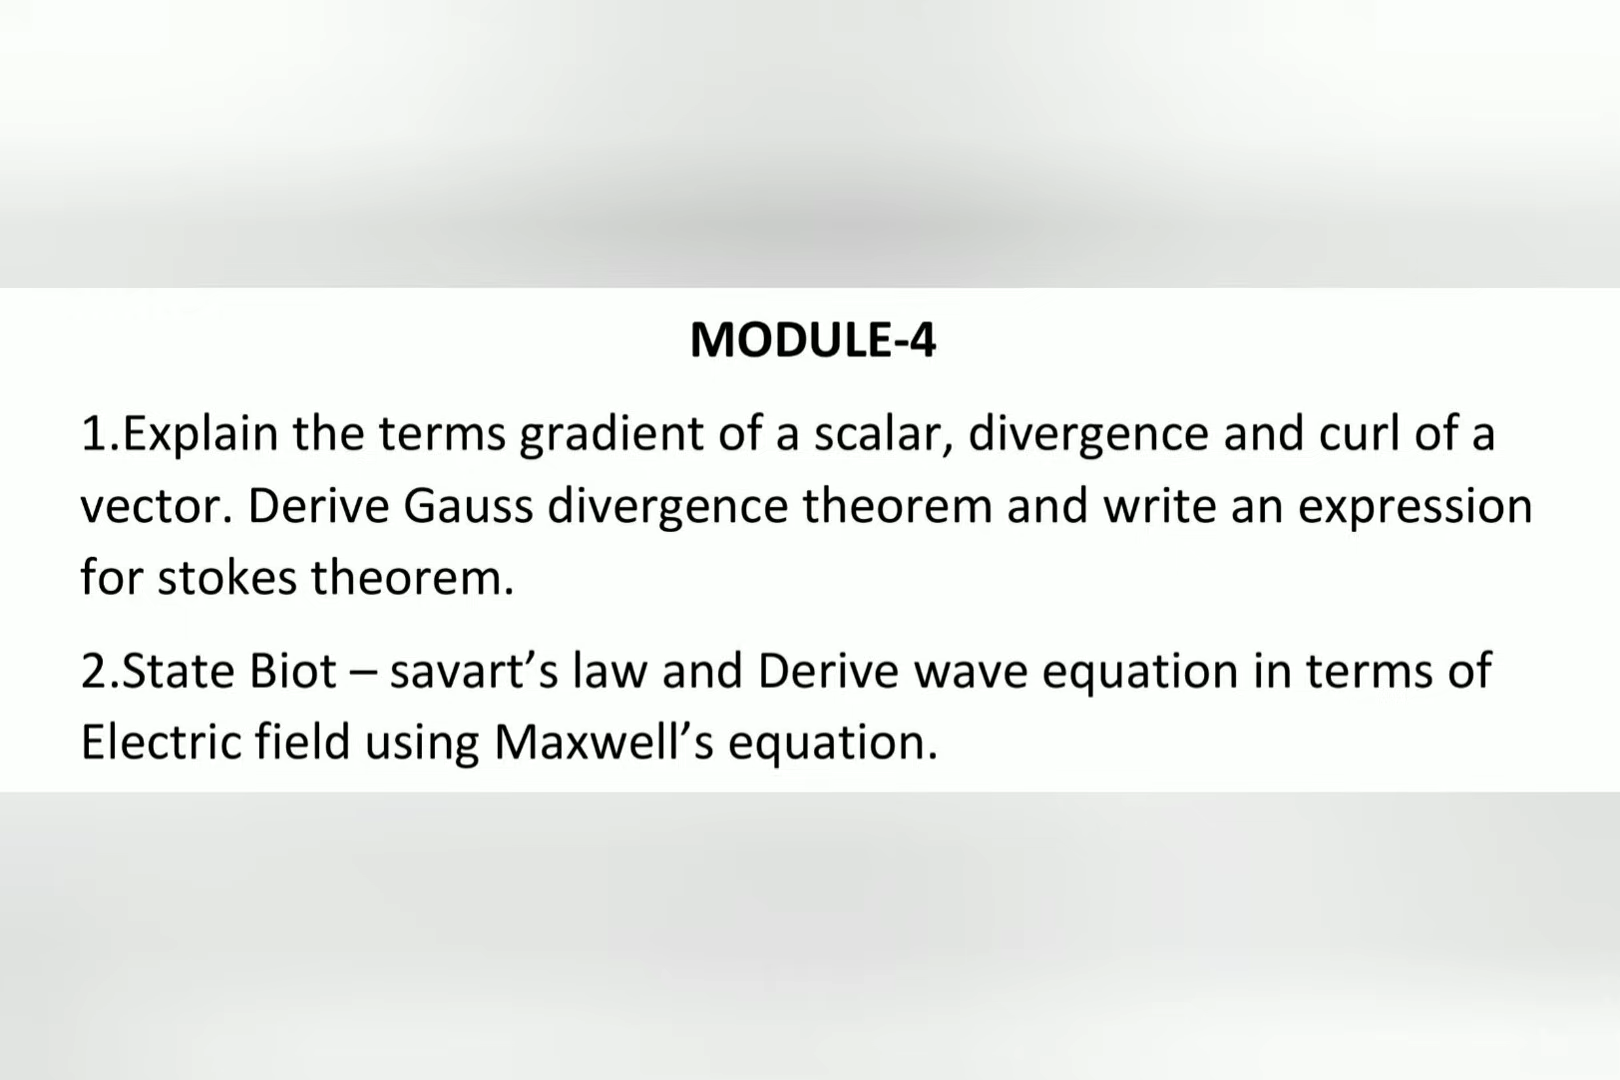 MODULE-4
1.Explain the terms gradient of a scalar, divergence and curl of a
vector. Derive Gauss divergence theorem and write an expression
for stokes theorem.
2.State Biot – savart’s law and Derive wave equation in terms of
Electric field using Maxwell’s equation.